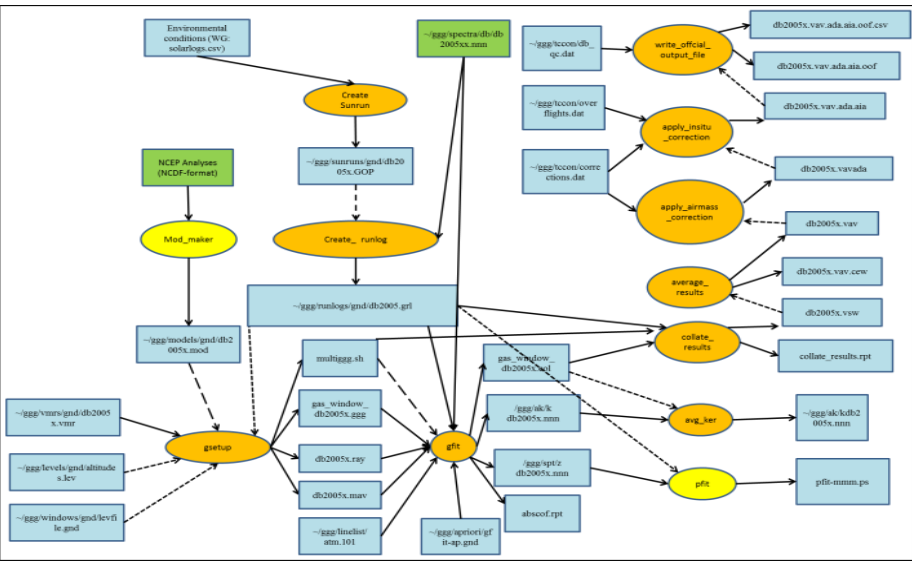 Environmental
conditions (WG:
solarlogs.csv)
~/ggg/spectra/db/db
2005xx.nnn
~/ggg/tccon/db_
qc.dat
write_offcial_
output_file
db2005x.vav.ada.aia.oof.csv
db2005x.vav.ada.aia.oof
Create
Sunrun
~/ggg/tccon/over
flights.dat
apply_insitu
_correction
db2005x.vav.ada.aia
NCEP Analyses
(NCDF-format)
~/ggg/sunruns/gnd/db2
005x.GOP
~/ggg/tccon/corre
ctions.dat
db2005x.vavada
apply_airmass
_correction
Mod_maker
Create_ runlog
db2005x.vav
average_
results
db2005x.vav.cew
~/ggg/runlogs/gnd/db2005.grl
db2005x.vsw
~/ggg/models/gnd/db2
005x.mod
multiggg.sh
gas_window_
db2005x.col
collate_
results
collate_results.rpt
~/ggg/vmrs/gnd/db2005
x.vmr
gas_window_
db2005x.ggg
/ggg/ak/k
db2005x.nnn
avg_ker
~/ggg/ak/kdb2
005x.nnn
gsetup
gfit
~/ggg/levels/gnd/altitude
s.lev
db2005x.ray
/ggg/spt/z
db2005x.nnn
pfit
pfit-mmm.ps
db2005x.mav
abscof.rpt
~/ggg/windows/gnd/levfi
le.gnd
~/ggg/linelist/
atm.101
~/ggg/apriori/gf
it-ap.gnd